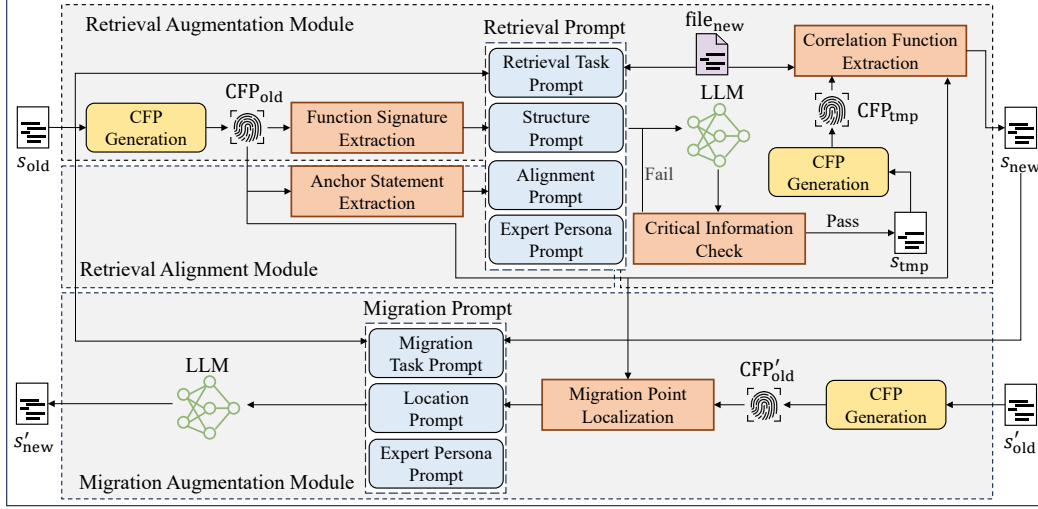 Retrieval Augmentation Module
Retrieval Prompt
file_new
Retrieval Task
Prompt
Correlation Function
Extraction
CFP_old
LLM
CFP_tmp
s_old
CFP
Generation
Function Signature
Extraction
Structure
Prompt
CFP
Generation
s_new
Fail
Anchor Statement
Extraction
Alignment
Prompt
Expert Persona
Prompt
Critical Information
Check
Pass
s_tmp
Retrieval Alignment Module
Migration Prompt
Migration
Task Prompt
LLM
Location
Prompt
Migration Point
Localization
CFP'_old
CFP
Generation
s'_new
s'_old
Expert Persona
Prompt
Migration Augmentation Module